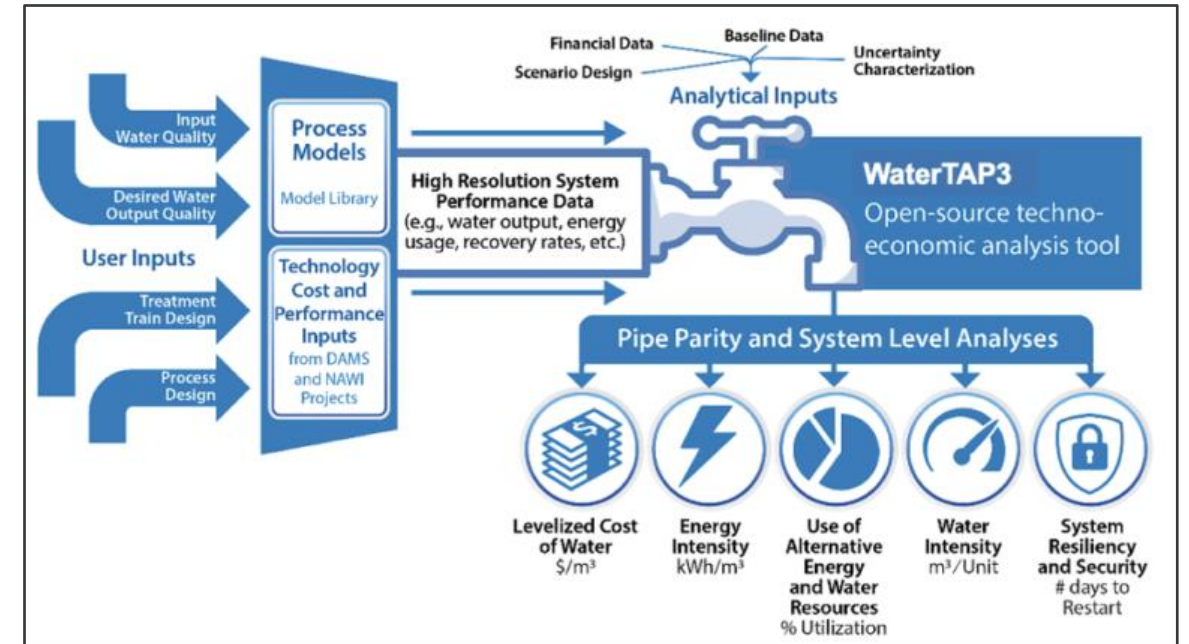 Financial Data
Baseline Data
Scenario Design
Uncertainty
Characterization
Analytical Inputs
Input
Water Quality
Desired Water
Output Quality
User Inputs
Treatment
Train Design
Process
Design
Process
Models
Model Library
Technology
Cost and
Performance
Inputs
from DAMS
and NAWI
Projects
High Resolution System
Performance Data
(e.g., water output, energy
usage, recovery rates, etc.)
WaterTAP3
Open-source techno-
economic analysis tool
Pipe Parity and System Level Analyses
$
Levelized Cost
of Water
$/m³
Energy
Intensity
kWh/m³
Use of
Alternative
Energy
and Water
Resources
% Utilization
Water
Intensity
m³/Unit
System
Resiliency
and Security
# days to
Restart